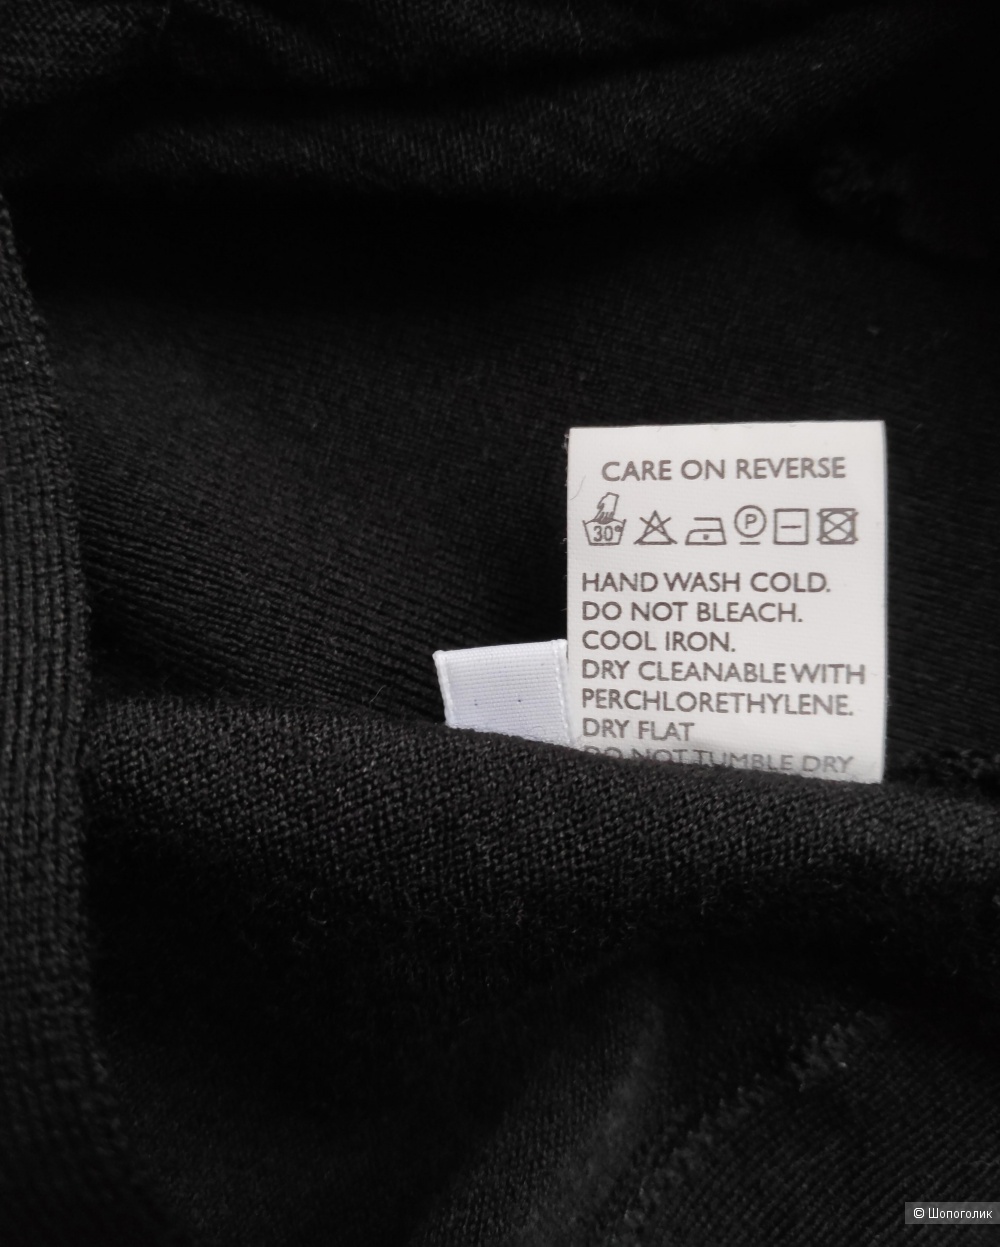 CARE ON REVERSE
30°
P
HAND WASH COLD.
DO NOT BLEACH.
COOL IRON.
DRY CLEANABLE WITH
PERCHLORETHYLENE.
DRY FLAT
DO NOT TUMBLE DRY
© Шопоголик